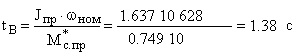 t_В = J_пр · ω_ном / M*_с.пр = 1.637 10 628 / 0.749 10 = 1.38 c